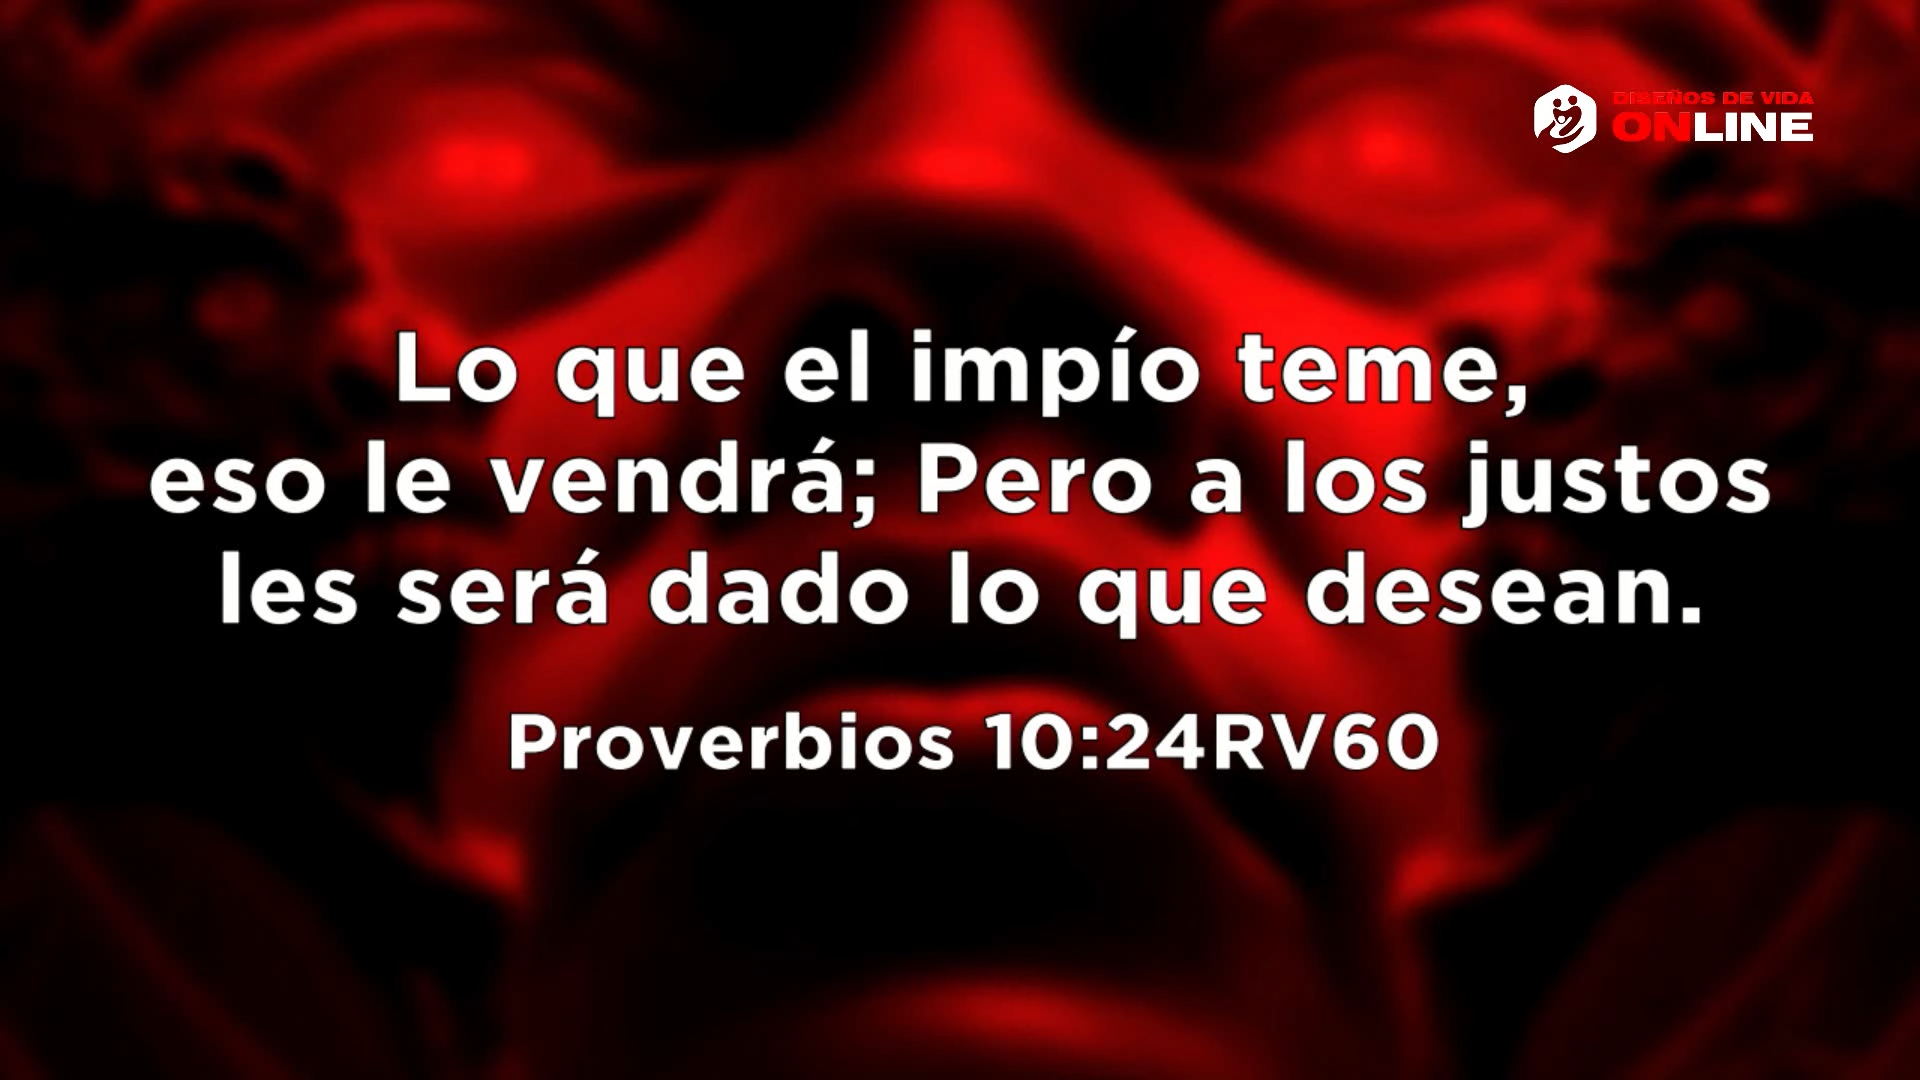 DISEÑOS DE VIDA
ONLINE
Lo que el impío teme,
eso le vendrá; Pero a los justos
les será dado lo que desean.
Proverbios 10:24RV60